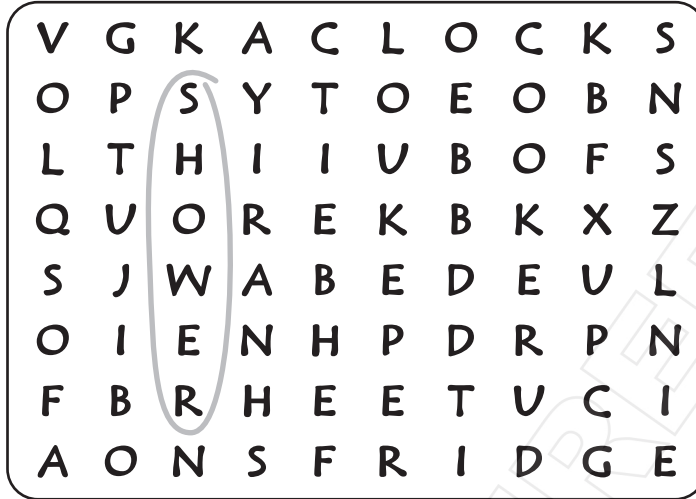 V G K A C L O C K S
O P S Y T O E O B N
L T H I I U B O F S
Q U O R E K B K X Z
S J W A B E D E U L
O I E N H P D R P N
F B R H E E T U C I
A O N S F R I D G E